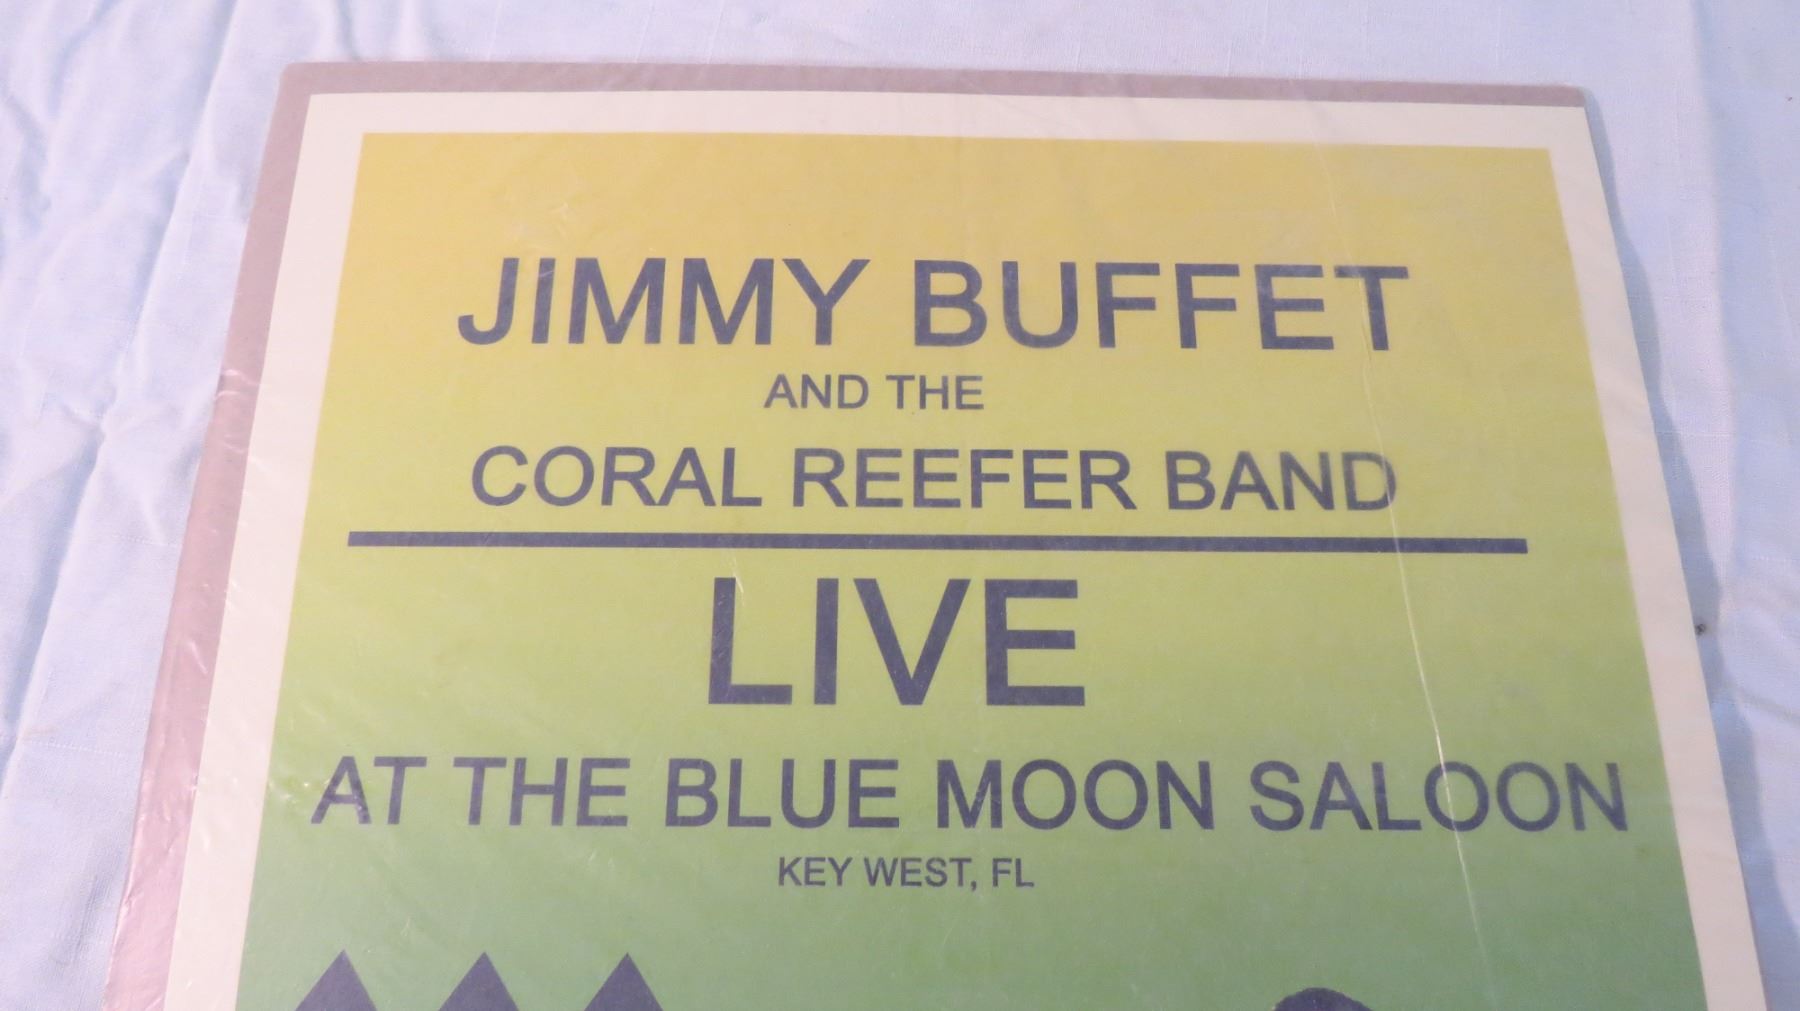 JIMMY BUFFET
AND THE
CORAL REEFER BAND
LIVE
AT THE BLUE MOON SALOON
KEY WEST, FL